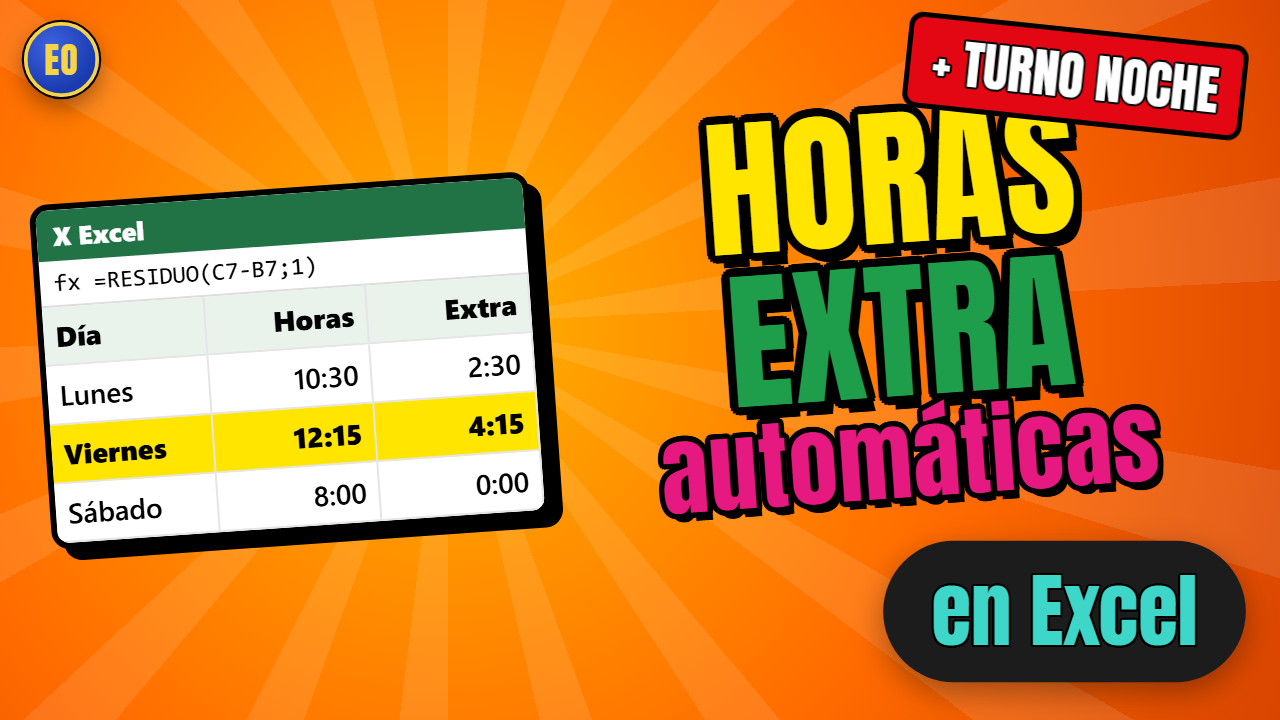 EO
+ TURNO NOCHE
HORAS
EXTRA
automáticas
en Excel
X Excel
fx =RESIDUO(C7-B7;1)
Día Horas Extra
Lunes 10:30 2:30
Viernes 12:15 4:15
Sábado 8:00 0:00